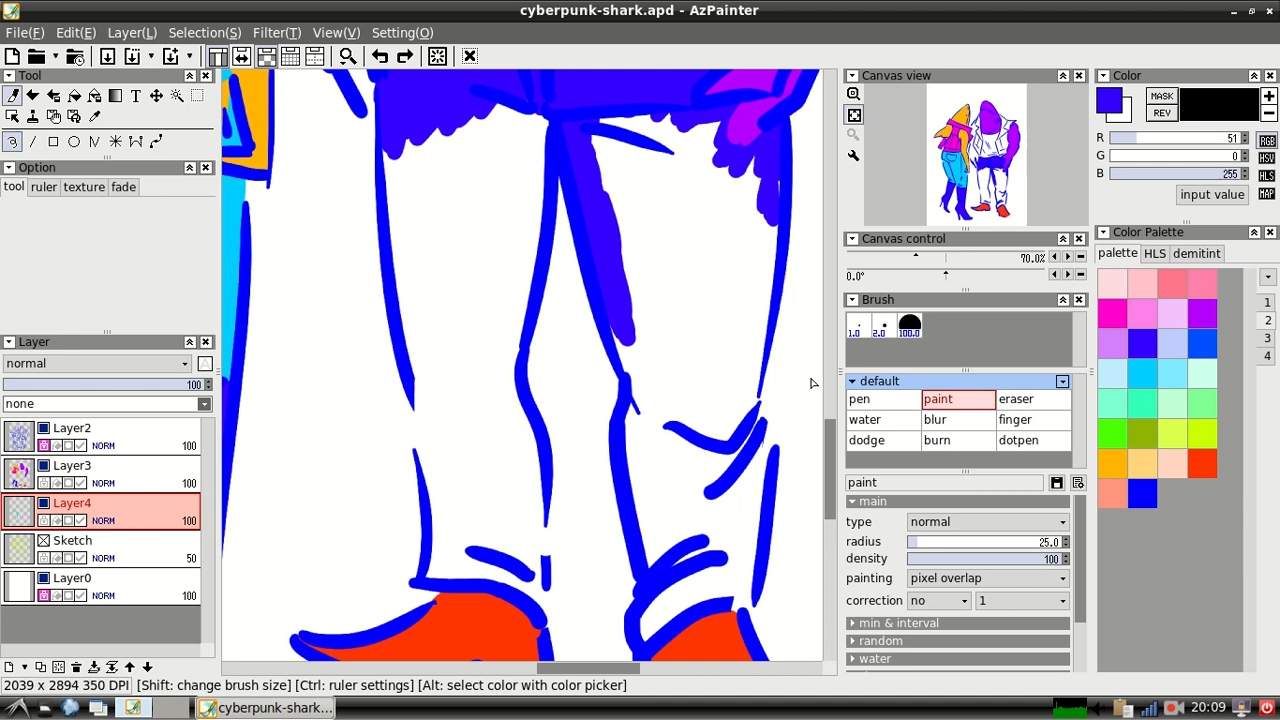 cyberpunk-shark.apd - AzPainter
File(F) Edit(E) Layer(L) Selection(S) Filter(T) View(V) Setting(O)
Tool
T
Option
tool ruler texture fade
Layer
normal
A
100
none
Layer2
NORM 100
Layer3
NORM 100
Layer4
NORM 100
Sketch
NORM 50
Layer0
NORM 100
Canvas view
Canvas control
70.0%
0.0°
Brush
1.0 2.0 100.0
default
pen paint eraser
water blur finger
dodge burn dotpen
paint
main
type normal
radius 25.0
density 100
painting pixel overlap
correction no 1
min & interval
random
water
Color
MASK
REV
R 51
G 0
B 255
RGB
HSV
HLS
MAP
input value
Color Palette
palette HLS demitint
1
2
3
4
2039 x 2894 350 DPI [Shift: change brush size] [Ctrl: ruler settings] [Alt: select color with color picker]
cyberpunk-shark...
20:09